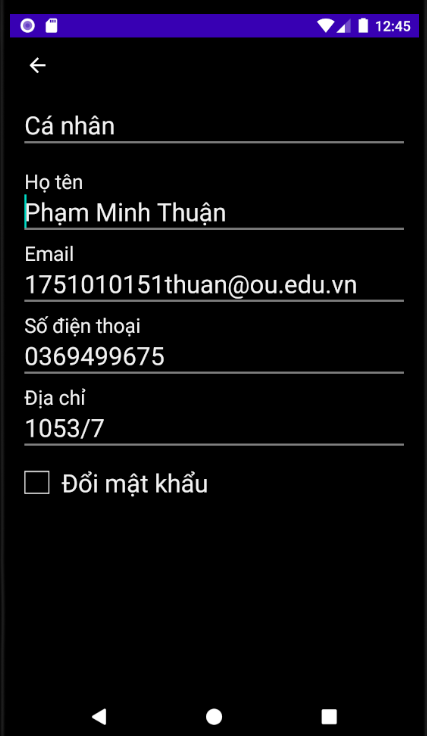 12:45
Cá nhân
Họ tên
Phạm Minh Thuận
Email
1751010151thuan@ou.edu.vn
Số điện thoại
0369499675
Địa chỉ
1053/7
Đổi mật khẩu